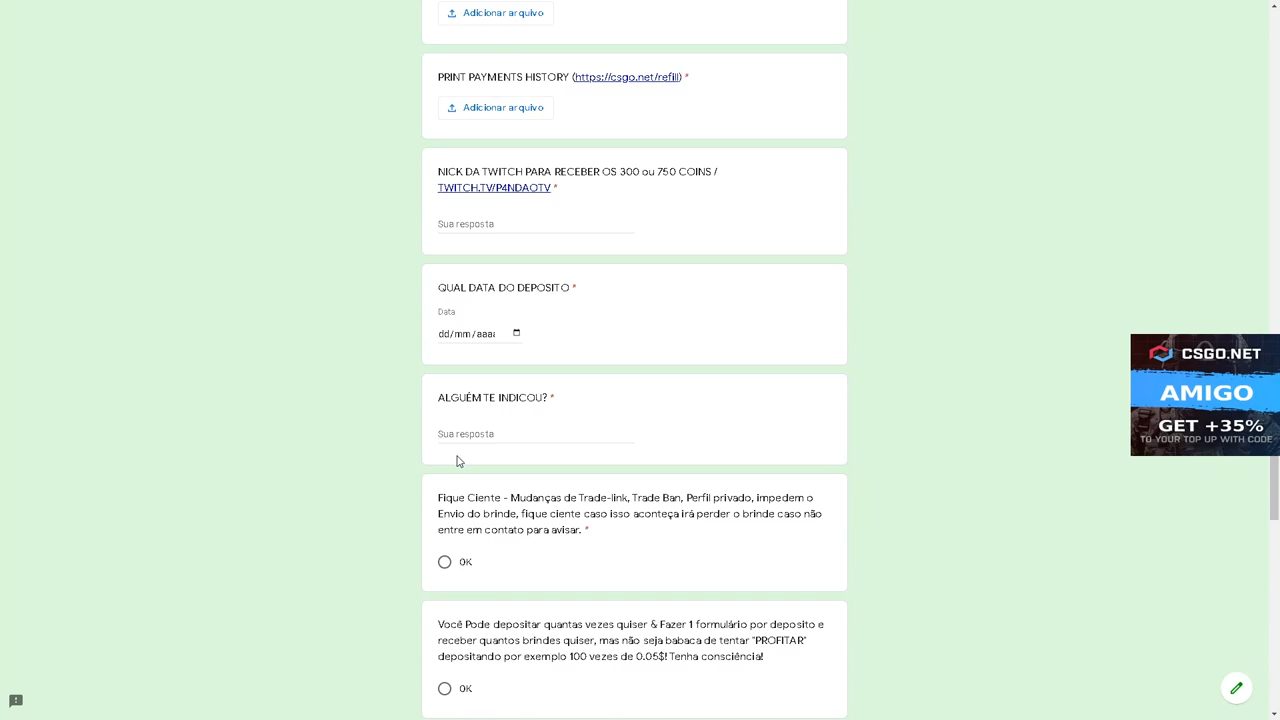 Adicionar arquivo
PRINT PAYMENTS HISTORY (https://csgo.net/refill) *
Adicionar arquivo
NICK DA TWITCH PARA RECEBER OS 300 ou 750 COINS /
TWITCH.TV/P4NDAOTV *
Sua resposta
QUAL DATA DO DEPOSITO *
Data
dd/mm/aaaa
ALGUÉM TE INDICOU? *
Sua resposta
Fique Ciente - Mudanças de Trade-link, Trade Ban, Perfil privado, impedem o
Envio do brinde, fique ciente caso isso aconteça irá perder o brinde caso não
entre em contato para avisar. *
OK
Você Pode depositar quantas vezes quiser & Fazer 1 formulário por deposito e
receber quantos brindes quiser, mas não seja babaca de tentar "PROFITAR"
depositando por exemplo 100 vezes de 0.05$! Tenha consciência!
OK
CSGO.NET
AMIGO
GET +35%
TO YOUR TOP UP WITH CODE